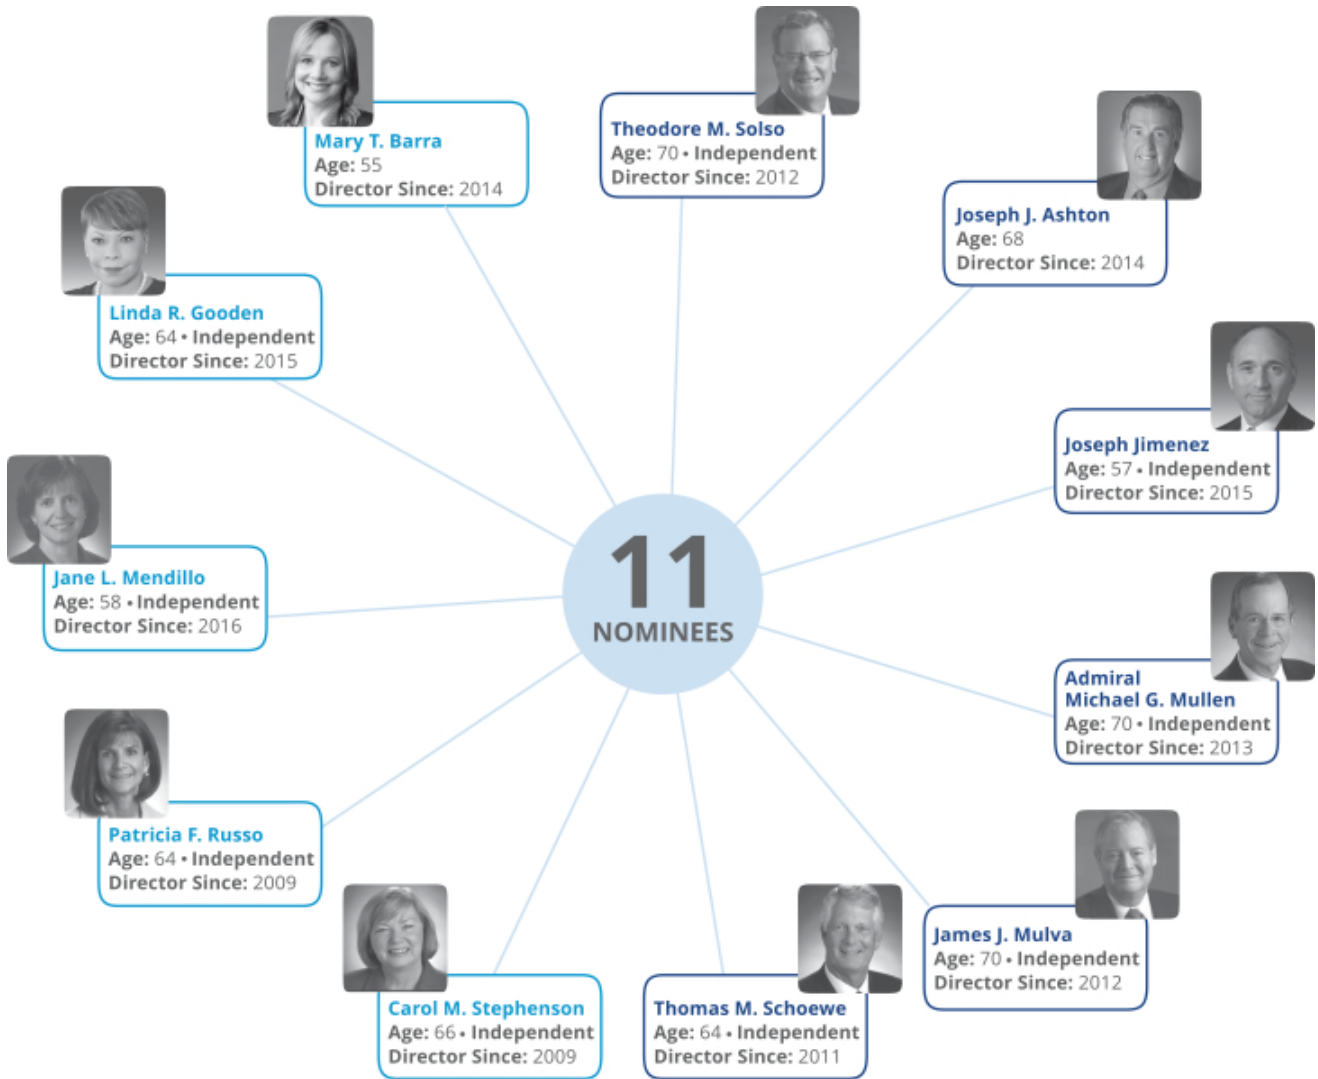 Mary T. Barra
Age: 55
Director Since: 2014
Theodore M. Solso
Age: 70 • Independent
Director Since: 2012
Joseph J. Ashton
Age: 68
Director Since: 2014
Linda R. Gooden
Age: 64 • Independent
Director Since: 2015
Joseph Jimenez
Age: 57 • Independent
Director Since: 2015
11
NOMINEES
Jane L. Mendillo
Age: 58 • Independent
Director Since: 2016
Admiral
Michael G. Mullen
Age: 70 • Independent
Director Since: 2013
Patricia F. Russo
Age: 64 • Independent
Director Since: 2009
James J. Mulva
Age: 70 • Independent
Director Since: 2012
Carol M. Stephenson
Age: 66 • Independent
Director Since: 2009
Thomas M. Schoewe
Age: 64 • Independent
Director Since: 2011